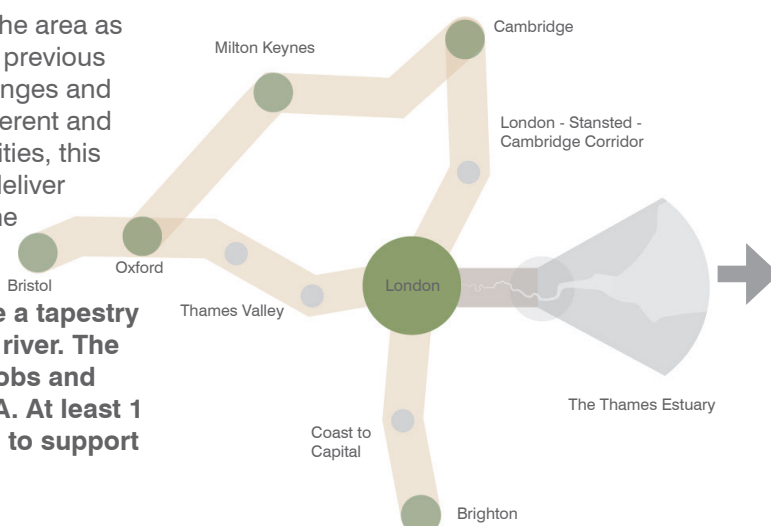 he area as
previous
nges and
erent and
ities, this
deliver
ne
e a tapestry
river. The
obs and
A. At least 1
to support
Milton Keynes
Cambridge
London - Stansted -
Cambridge Corridor
Oxford
Bristol
Thames Valley
London
The Thames Estuary
Coast to
Capital
Brighton